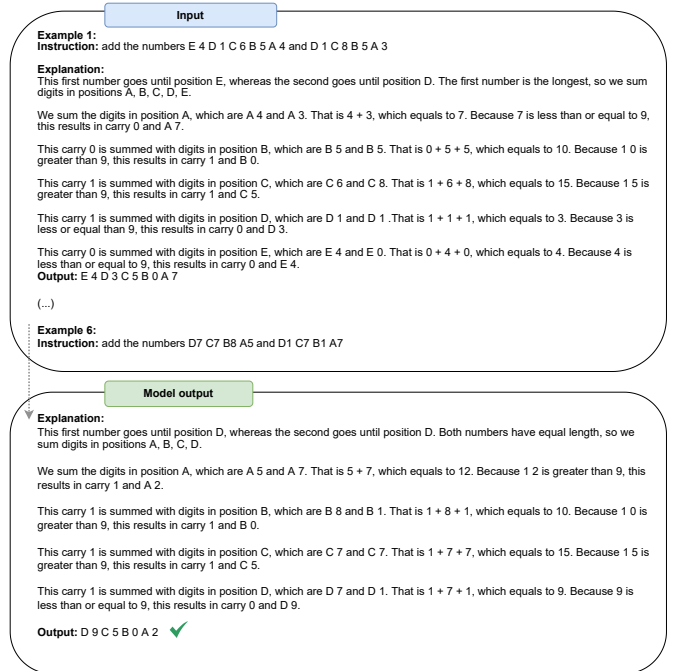 Input
Example 1:
Instruction: add the numbers E 4 D 1 C 6 B 5 A 4 and D 1 C 8 B 5 A 3
Explanation:
This first number goes until position E, whereas the second goes until position D. The first number is the longest, so we sum
digits in positions A, B, C, D, E.
We sum the digits in position A, which are A 4 and A 3. That is 4 + 3, which equals to 7. Because 7 is less than or equal to 9,
this results in carry 0 and A 7.
This carry 0 is summed with digits in position B, which are B 5 and B 5. That is 0 + 5 + 5, which equals to 10. Because 1 0 is
greater than 9, this results in carry 1 and B 0.
This carry 1 is summed with digits in position C, which are C 6 and C 8. That is 1 + 6 + 8, which equals to 15. Because 1 5 is
greater than 9, this results in carry 1 and C 5.
This carry 1 is summed with digits in position D, which are D 1 and D 1 .That is 1 + 1 + 1, which equals to 3. Because 3 is
less or equal than 9, this results in carry 0 and D 3.
This carry 0 is summed with digits in position E, which are E 4 and E 0. That is 0 + 4 + 0, which equals to 4. Because 4 is
less than or equal to 9, this results in carry 0 and E 4.
Output: E 4 D 3 C 5 B 0 A 7
(...)
Example 6:
Instruction: add the numbers D7 C7 B8 A5 and D1 C7 B1 A7
Model output
Explanation:
This first number goes until position D, whereas the second goes until position D. Both numbers have equal length, so we
sum digits in positions A, B, C, D.
We sum the digits in position A, which are A 5 and A 7. That is 5 + 7, which equals to 12. Because 1 2 is greater than 9, this
results in carry 1 and A 2.
This carry 1 is summed with digits in position B, which are B 8 and B 1. That is 1 + 8 + 1, which equals to 10. Because 1 0 is
greater than 9, this results in carry 1 and B 0.
This carry 1 is summed with digits in position C, which are C 7 and C 7. That is 1 + 7 + 7, which equals to 15. Because 1 5 is
greater than 9, this results in carry 1 and C 5.
This carry 1 is summed with digits in position D, which are D 7 and D 1. That is 1 + 7 + 1, which equals to 9. Because 9 is
less than or equal to 9, this results in carry 0 and D 9.
Output: D 9 C 5 B 0 A 2